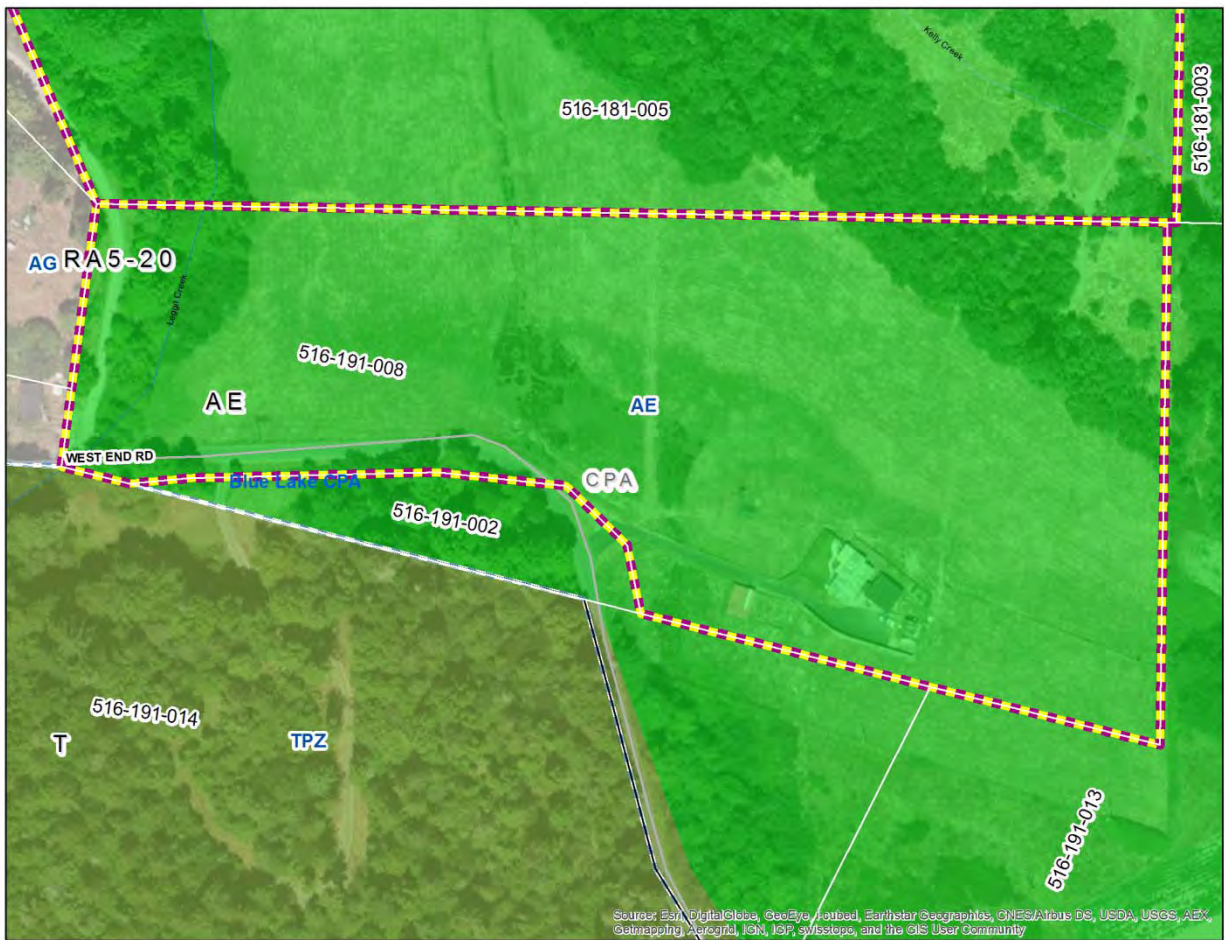 Kelly Creek
516-181-005
516-181-003
AG RA5-20
Leggit Creek
516-191-008
AE
AE
WEST END RD
Blue Lake CPA
CPA
516-191-002
516-191-014
T
TPZ
516-191-013
Source: Esri, DigitalGlobe, GeoEye, i-cubed, Earthstar Geographics, CNES/Airbus DS, USDA, USGS, AEX,
Getmapping, Aerogrid, IGN, IGP, swisstopo, and the GIS User Community